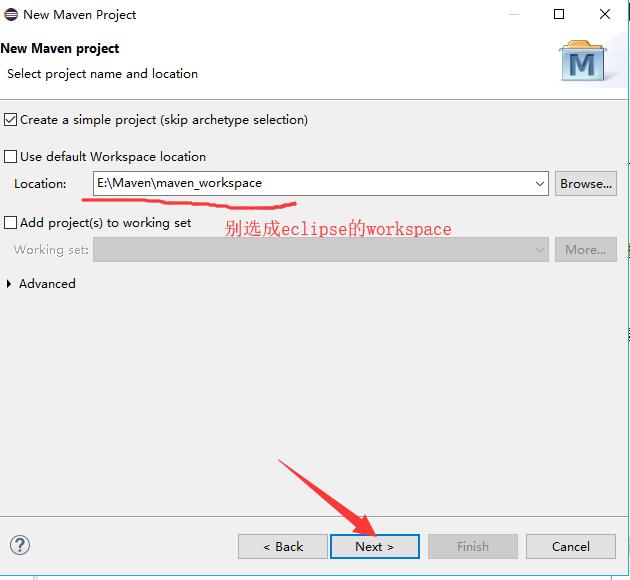 New Maven Project
New Maven project
Select project name and location
M
Create a simple project (skip archetype selection)
Use default Workspace location
Location:
E:\Maven\maven_workspace
Browse...
Add project(s) to working set
别选成eclipse的workspace
Working set:
More...
Advanced
?
< Back
Next >
Finish
Cancel